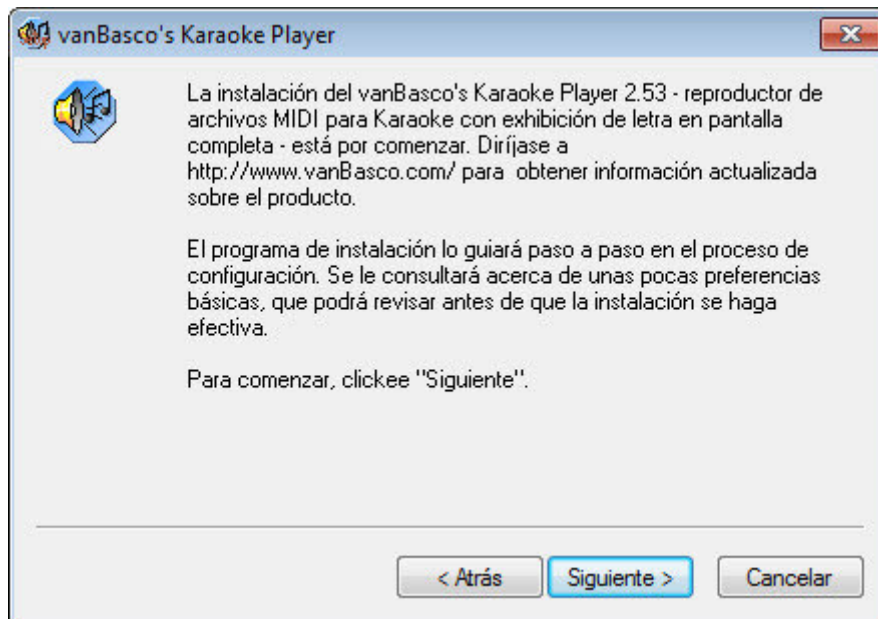 vanBasco's Karaoke Player
La instalación del vanBasco's Karaoke Player 2.53 - reproductor de
archivos MIDI para Karaoke con exhibición de letra en pantalla
completa - está por comenzar. Diríjase a
http://www.vanBasco.com/ para  obtener información actualizada
sobre el producto.
El programa de instalación lo guiará paso a paso en el proceso de
configuración. Se le consultará acerca de unas pocas preferencias
básicas, que podrá revisar antes de que la instalación se haga
efectiva.
Para comenzar, clickee "Siguiente".
< Atrás
Siguiente >
Cancelar